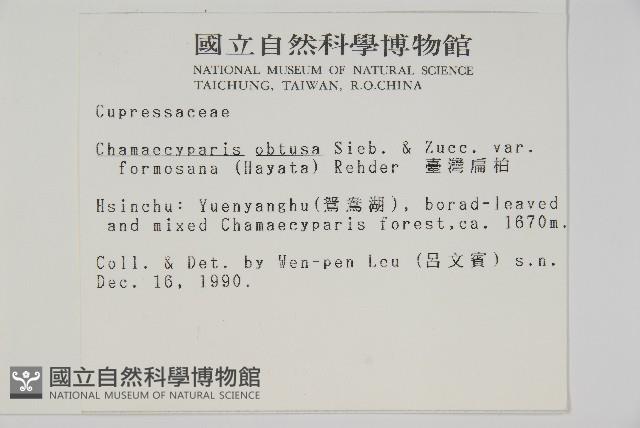 國立自然科學博物館
NATIONAL MUSEUM OF NATURAL SCIENCE
TAICHUNG, TAIWAN, R.O.CHINA
Cupressaceae
Chamaecyparis obtusa Sieb. & Zucc. var.
formosana (Hayata) Rehder 臺灣扁柏
Hsinchu: Yuenyanghu(鴛鴦湖), borad-leaved
and mixed Chamaecyparis forest,ca. 1670m.
Coll. & Det. by Wen-pen Leu (呂文賓) s.n.
Dec. 16, 1990.
國立自然科學博物館
NATIONAL MUSEUM OF NATURAL SCIENCE